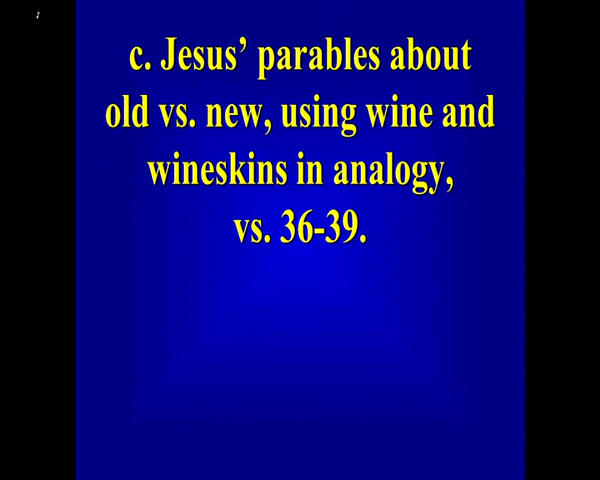 c. Jesus’ parables about
old vs. new, using wine and
wineskins in analogy,
vs. 36-39.